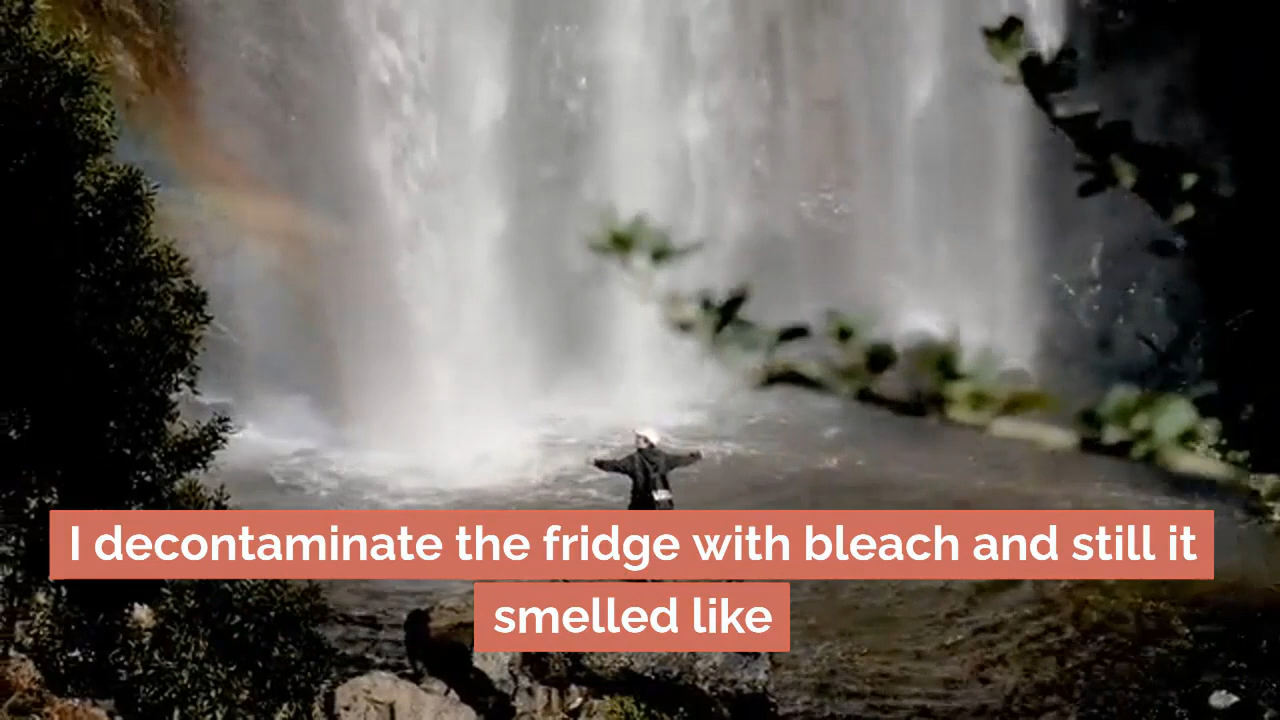 I decontaminate the fridge with bleach and still it
smelled like